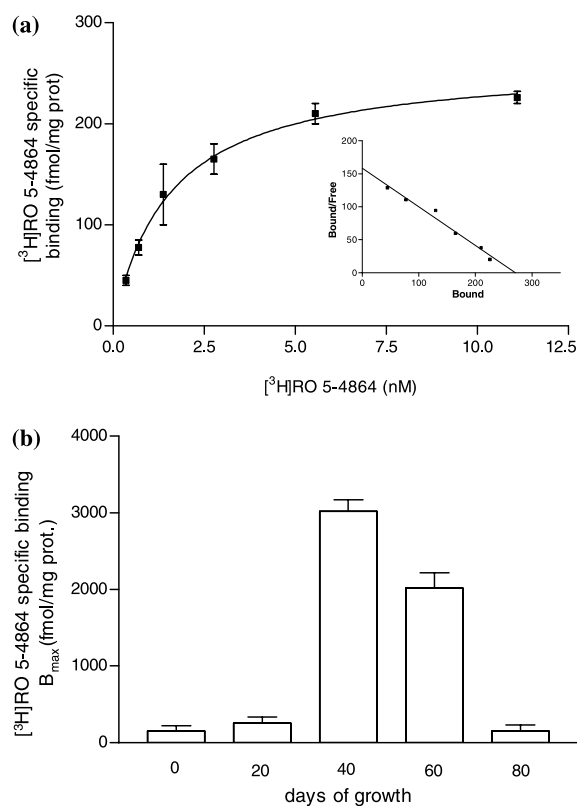 (a)
[³H]RO 5-4864 specific
binding (fmol/mg prot)
300
200
100
0
0.0
2.5
5.0
7.5
10.0
12.5
[³H]RO 5-4864 (nM)
Bound/Free
200
150
100
50
0
0
100
200
300
Bound
(b)
[³H]RO 5-4864 specific binding
Bmax(fmol/mg prot.)
4000
3000
2000
1000
0
0
20
40
60
80
days of growth